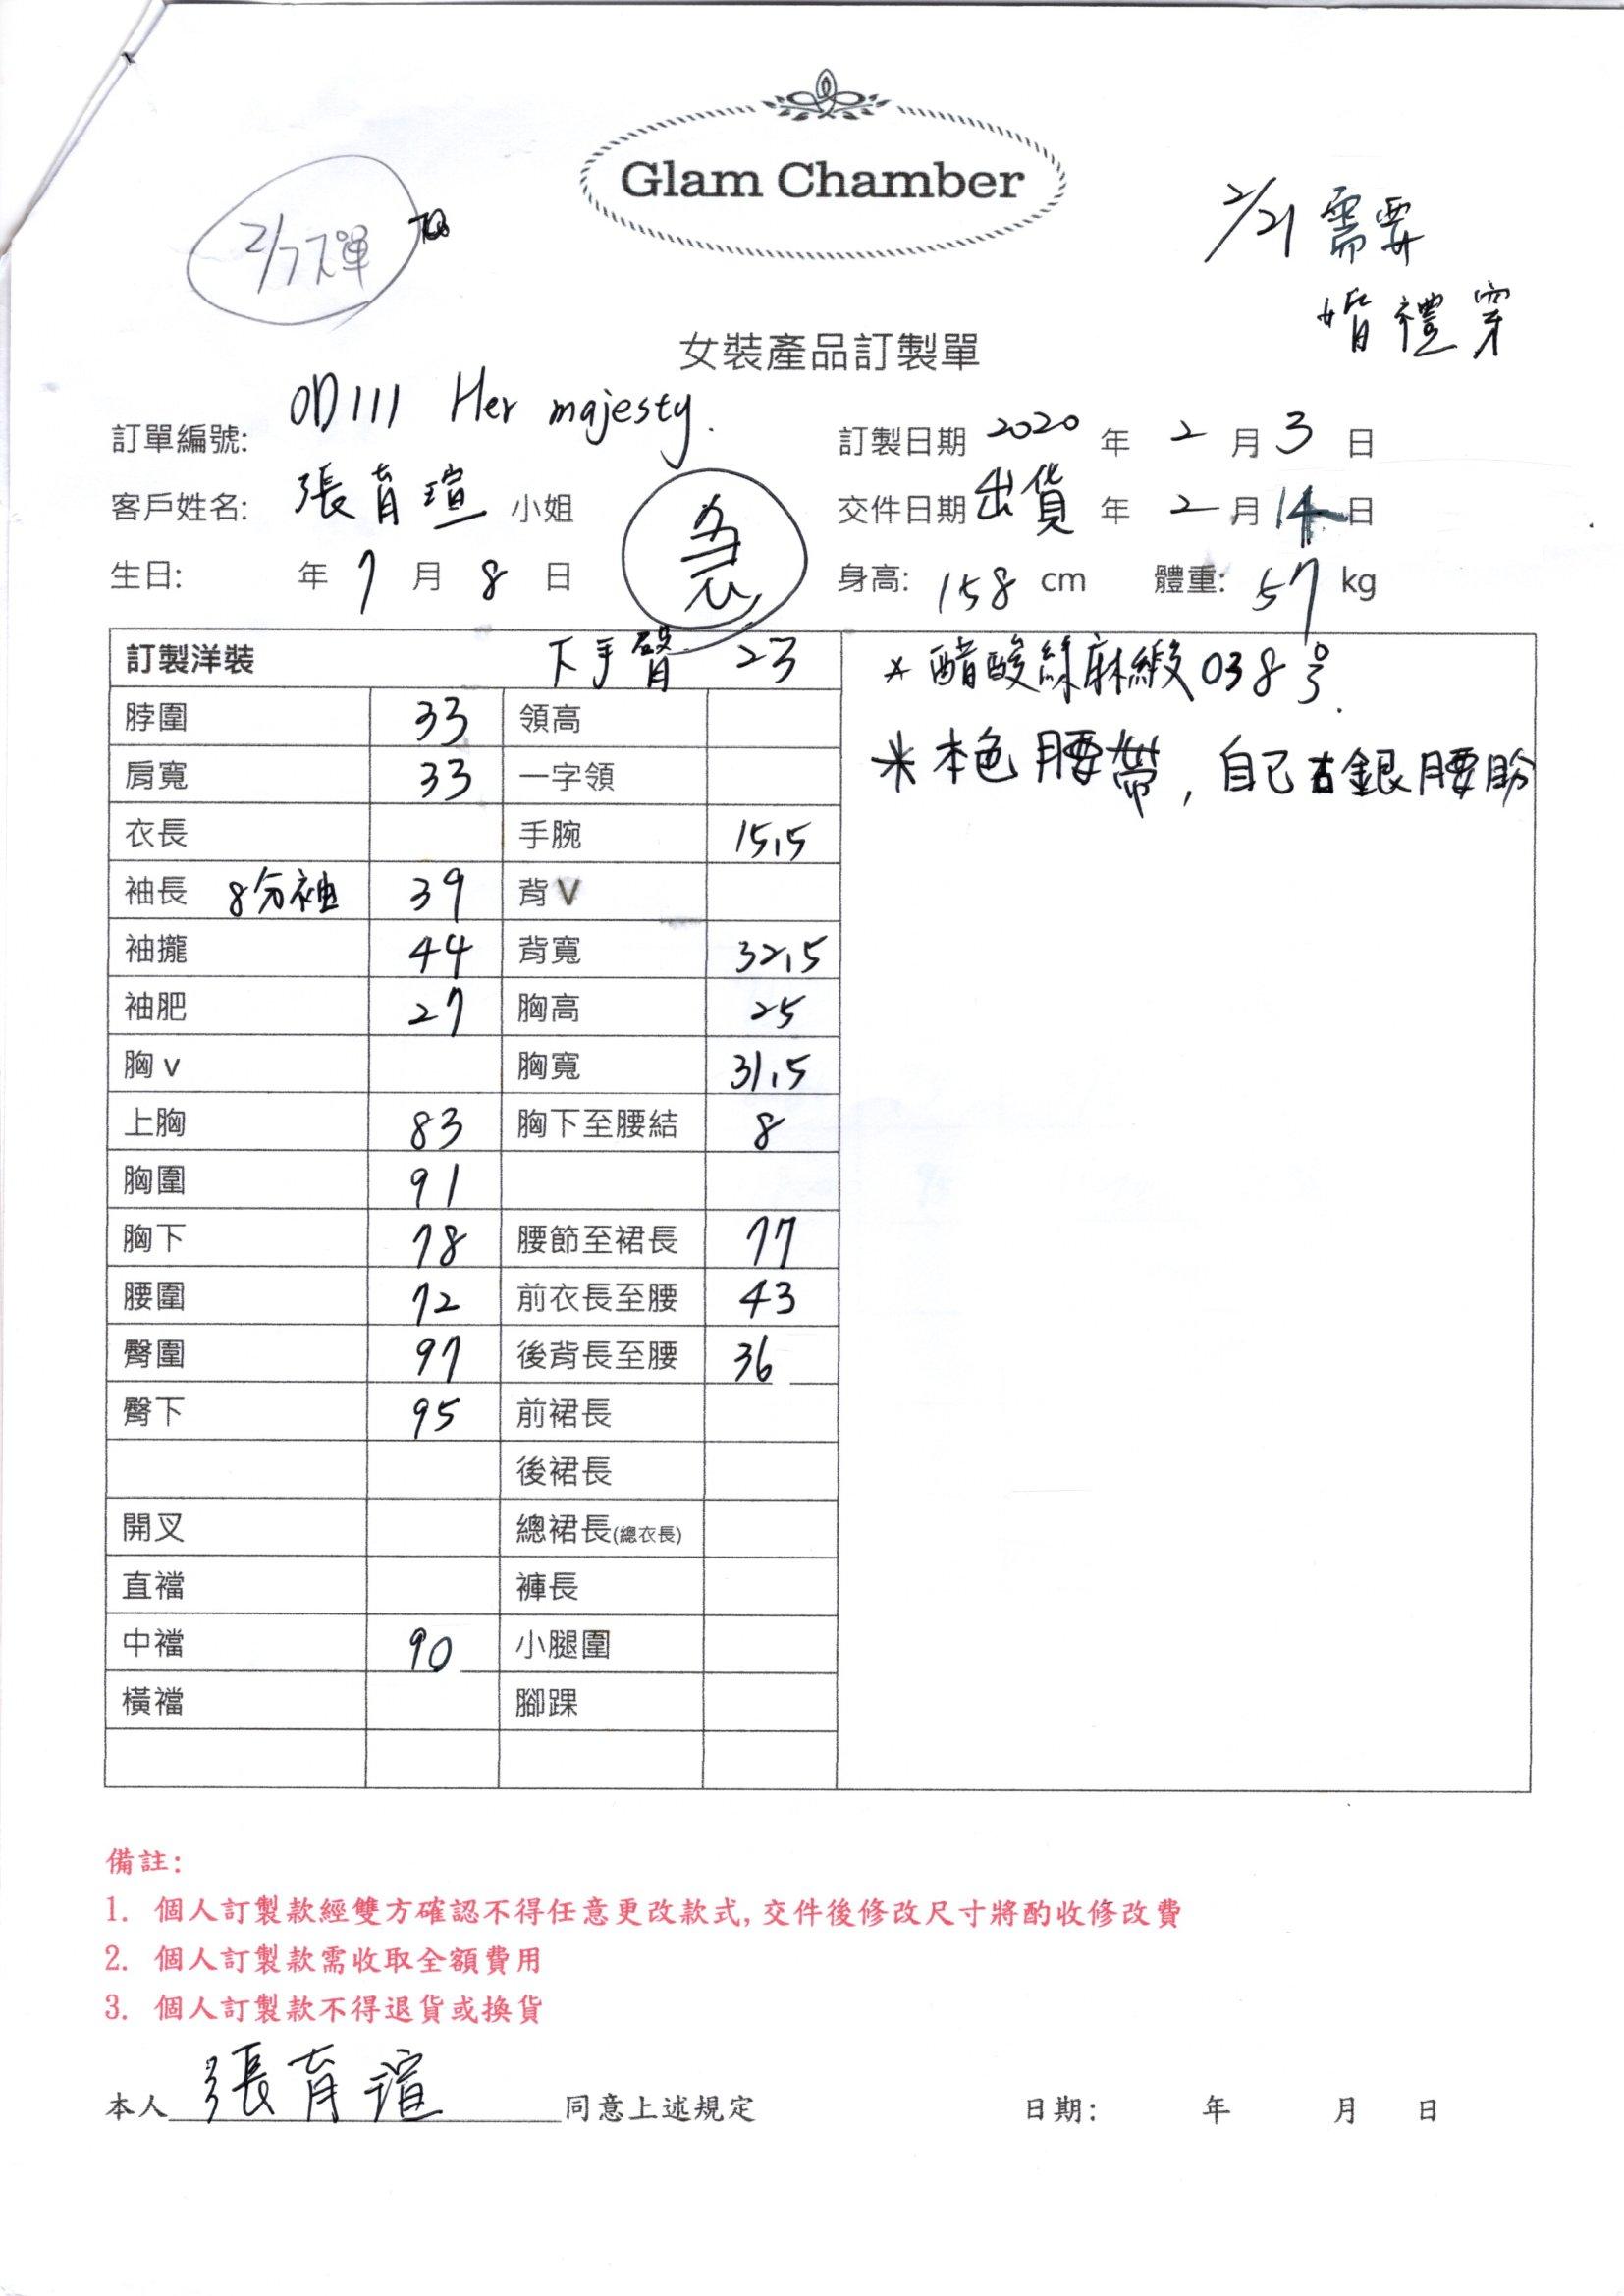 Glam Chamber
2/7下單
2/21 需要
婚禮穿
女裝產品訂製單
訂單編號: OD111 Her majesty.
訂製日期 2020 年 2 月 3 日
客戶姓名: 張育瑄 小姐
急
交件日期 出貨 年 2 月 14 日
生日: 年 7 月 8 日
身高: 158 cm 體重: 57 kg
訂製洋裝 下手臂 23
*醋酸絲麻緞038号.
脖圍 33 領高
*本色腰帶, 自己古銀腰
肩寬 33 一字領
衣長 手腕 15.5
袖長 8分袖 39 背V
袖攏 44 背寬 32.5
袖肥 27 胸高 25
胸v 胸寬 31.5
上胸 83 胸下至腰結 8
胸圍 91
胸下 78 腰節至裙長 77
腰圍 72 前衣長至腰 43
臀圍 97 後背長至腰 36
臀下 95 前裙長
後裙長
開叉 總裙長(總衣長)
直襠 褲長
中襠 90 小腿圍
橫襠 腳踝
備註:
1. 個人訂製款經雙方確認不得任意更改款式,交件後修改尺寸將酌收修改費
2. 個人訂製款需收取全額費用
3. 個人訂製款不得退貨或換貨
本人 張育瑄 同意上述規定 日期: 年 月 日